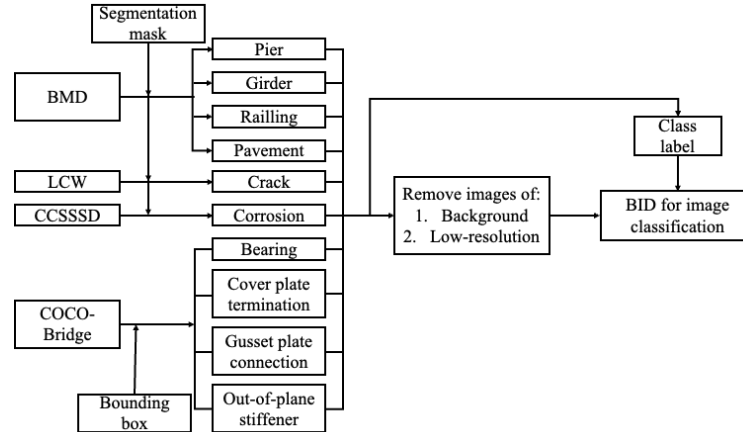 Segmentation
mask
BMD
Pier
Girder
Railling
Pavement
LCW
Crack
CCSSSD
Corrosion
Bearing
COCO-
Bridge
Cover plate
termination
Gusset plate
connection
Bounding
box
Out-of-plane
stiffener
Remove images of:
1. Background
2. Low-resolution
Class
label
BID for image
classification